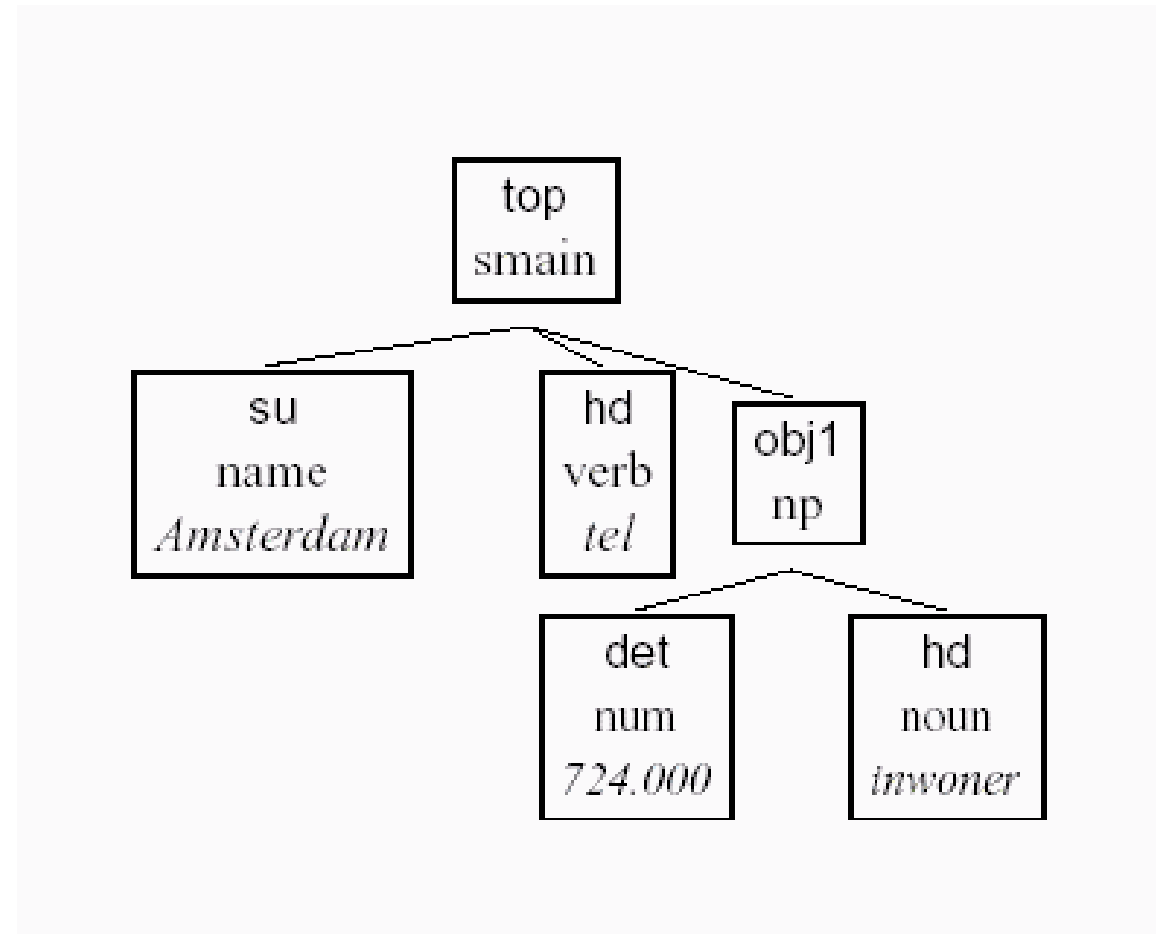 top
smain
su
name
Amsterdam
hd
verb
tel
obj1
np
det
num
724.000
hd
noun
inwoner